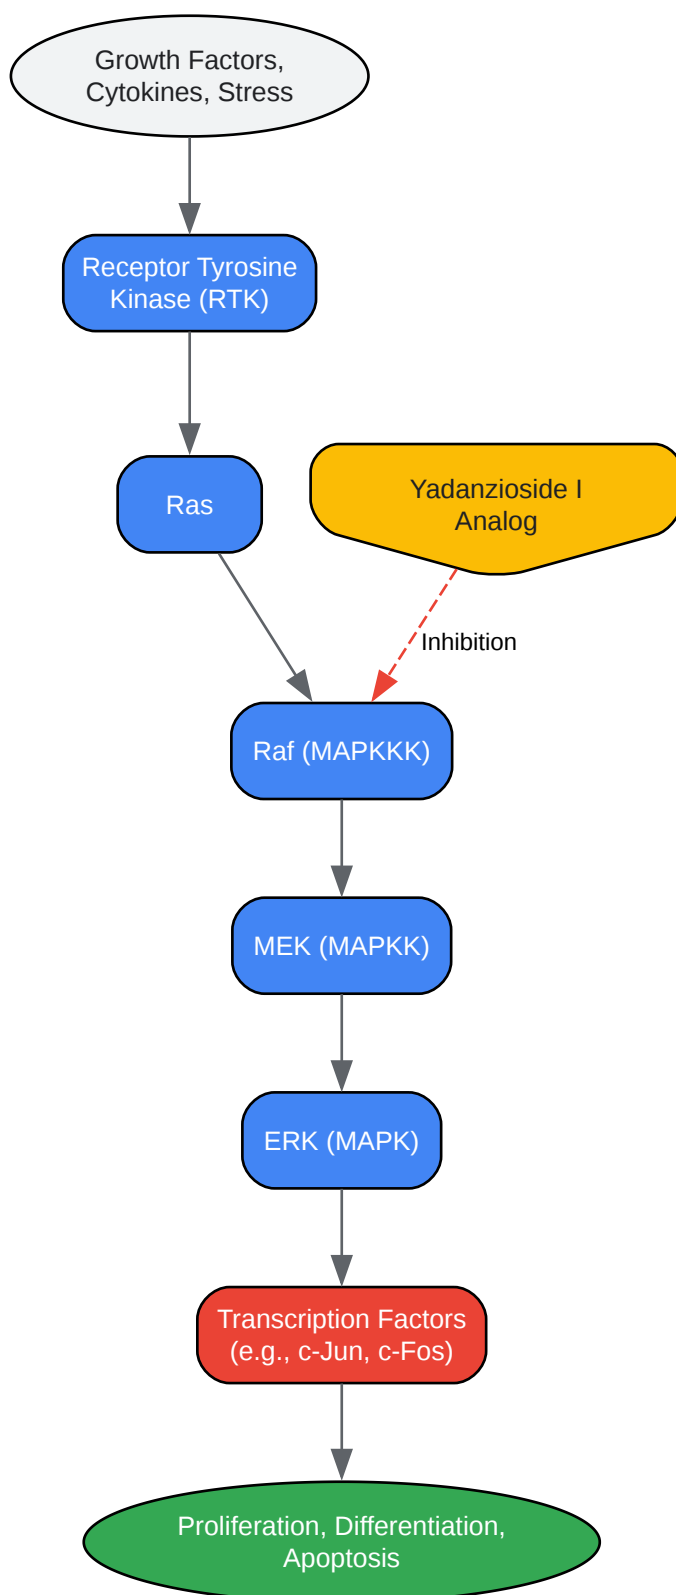 Growth Factors,
Cytokines, Stress
Receptor Tyrosine
Kinase (RTK)
Ras
Yadanzioside I
Analog
Inhibition
Raf (MAPKKK)
MEK (MAPKK)
ERK (MAPK)
Transcription Factors
(e.g., c-Jun, c-Fos)
Proliferation, Differentiation,
Apoptosis